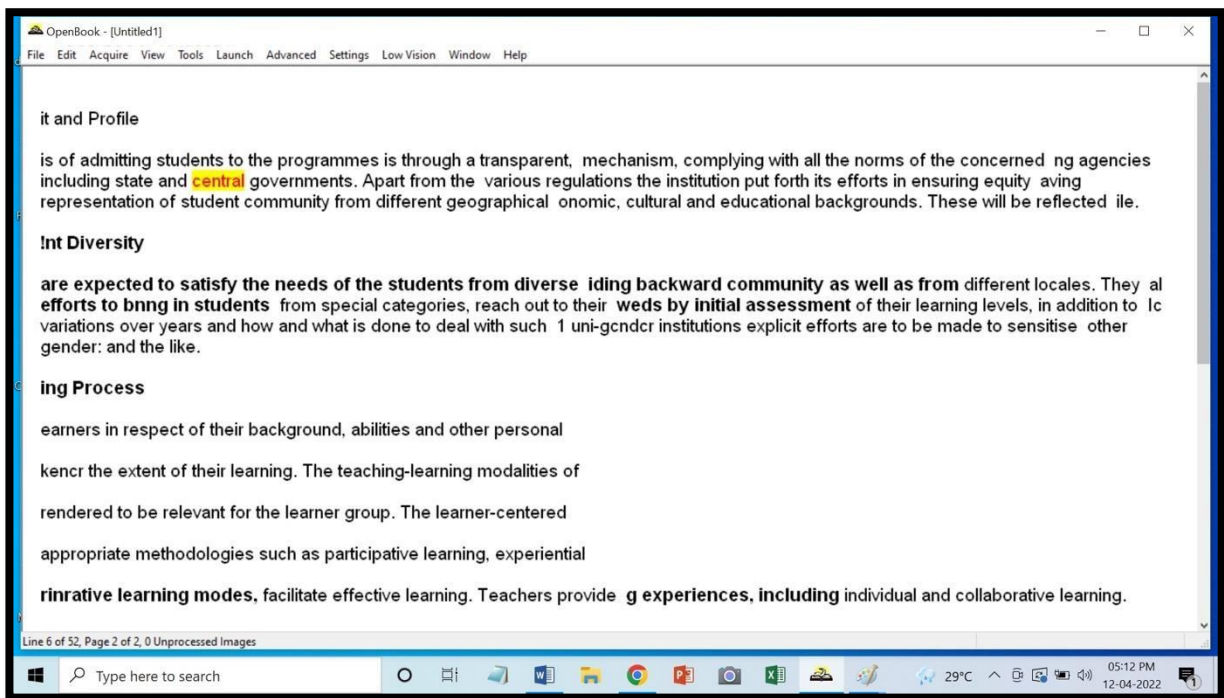 OpenBook - [Untitled1]
File Edit Acquire View Tools Launch Advanced Settings Low Vision Window Help
it and Profile
is of admitting students to the programmes is through a transparent, mechanism, complying with all the norms of the concerned ng agencies
including state and central governments. Apart from the various regulations the institution put forth its efforts in ensuring equity aving
representation of student community from different geographical onomic, cultural and educational backgrounds. These will be reflected ile.
!nt Diversity
are expected to satisfy the needs of the students from diverse iding backward community as well as from different locales. They al
efforts to bnng in students from special categories, reach out to their weds by initial assessment of their learning levels, in addition to Ic
variations over years and how and what is done to deal with such 1 uni-gcndcr institutions explicit efforts are to be made to sensitise other
gender: and the like.
ing Process
earners in respect of their background, abilities and other personal
kencr the extent of their learning. The teaching-learning modalities of
rendered to be relevant for the learner group. The learner-centered
appropriate methodologies such as participative learning, experiential
rinrative learning modes, facilitate effective learning. Teachers provide g experiences, including individual and collaborative learning.
Line 6 of 52, Page 2 of 2, 0 Unprocessed Images
Type here to search
29°C
05:12 PM
12-04-2022
1